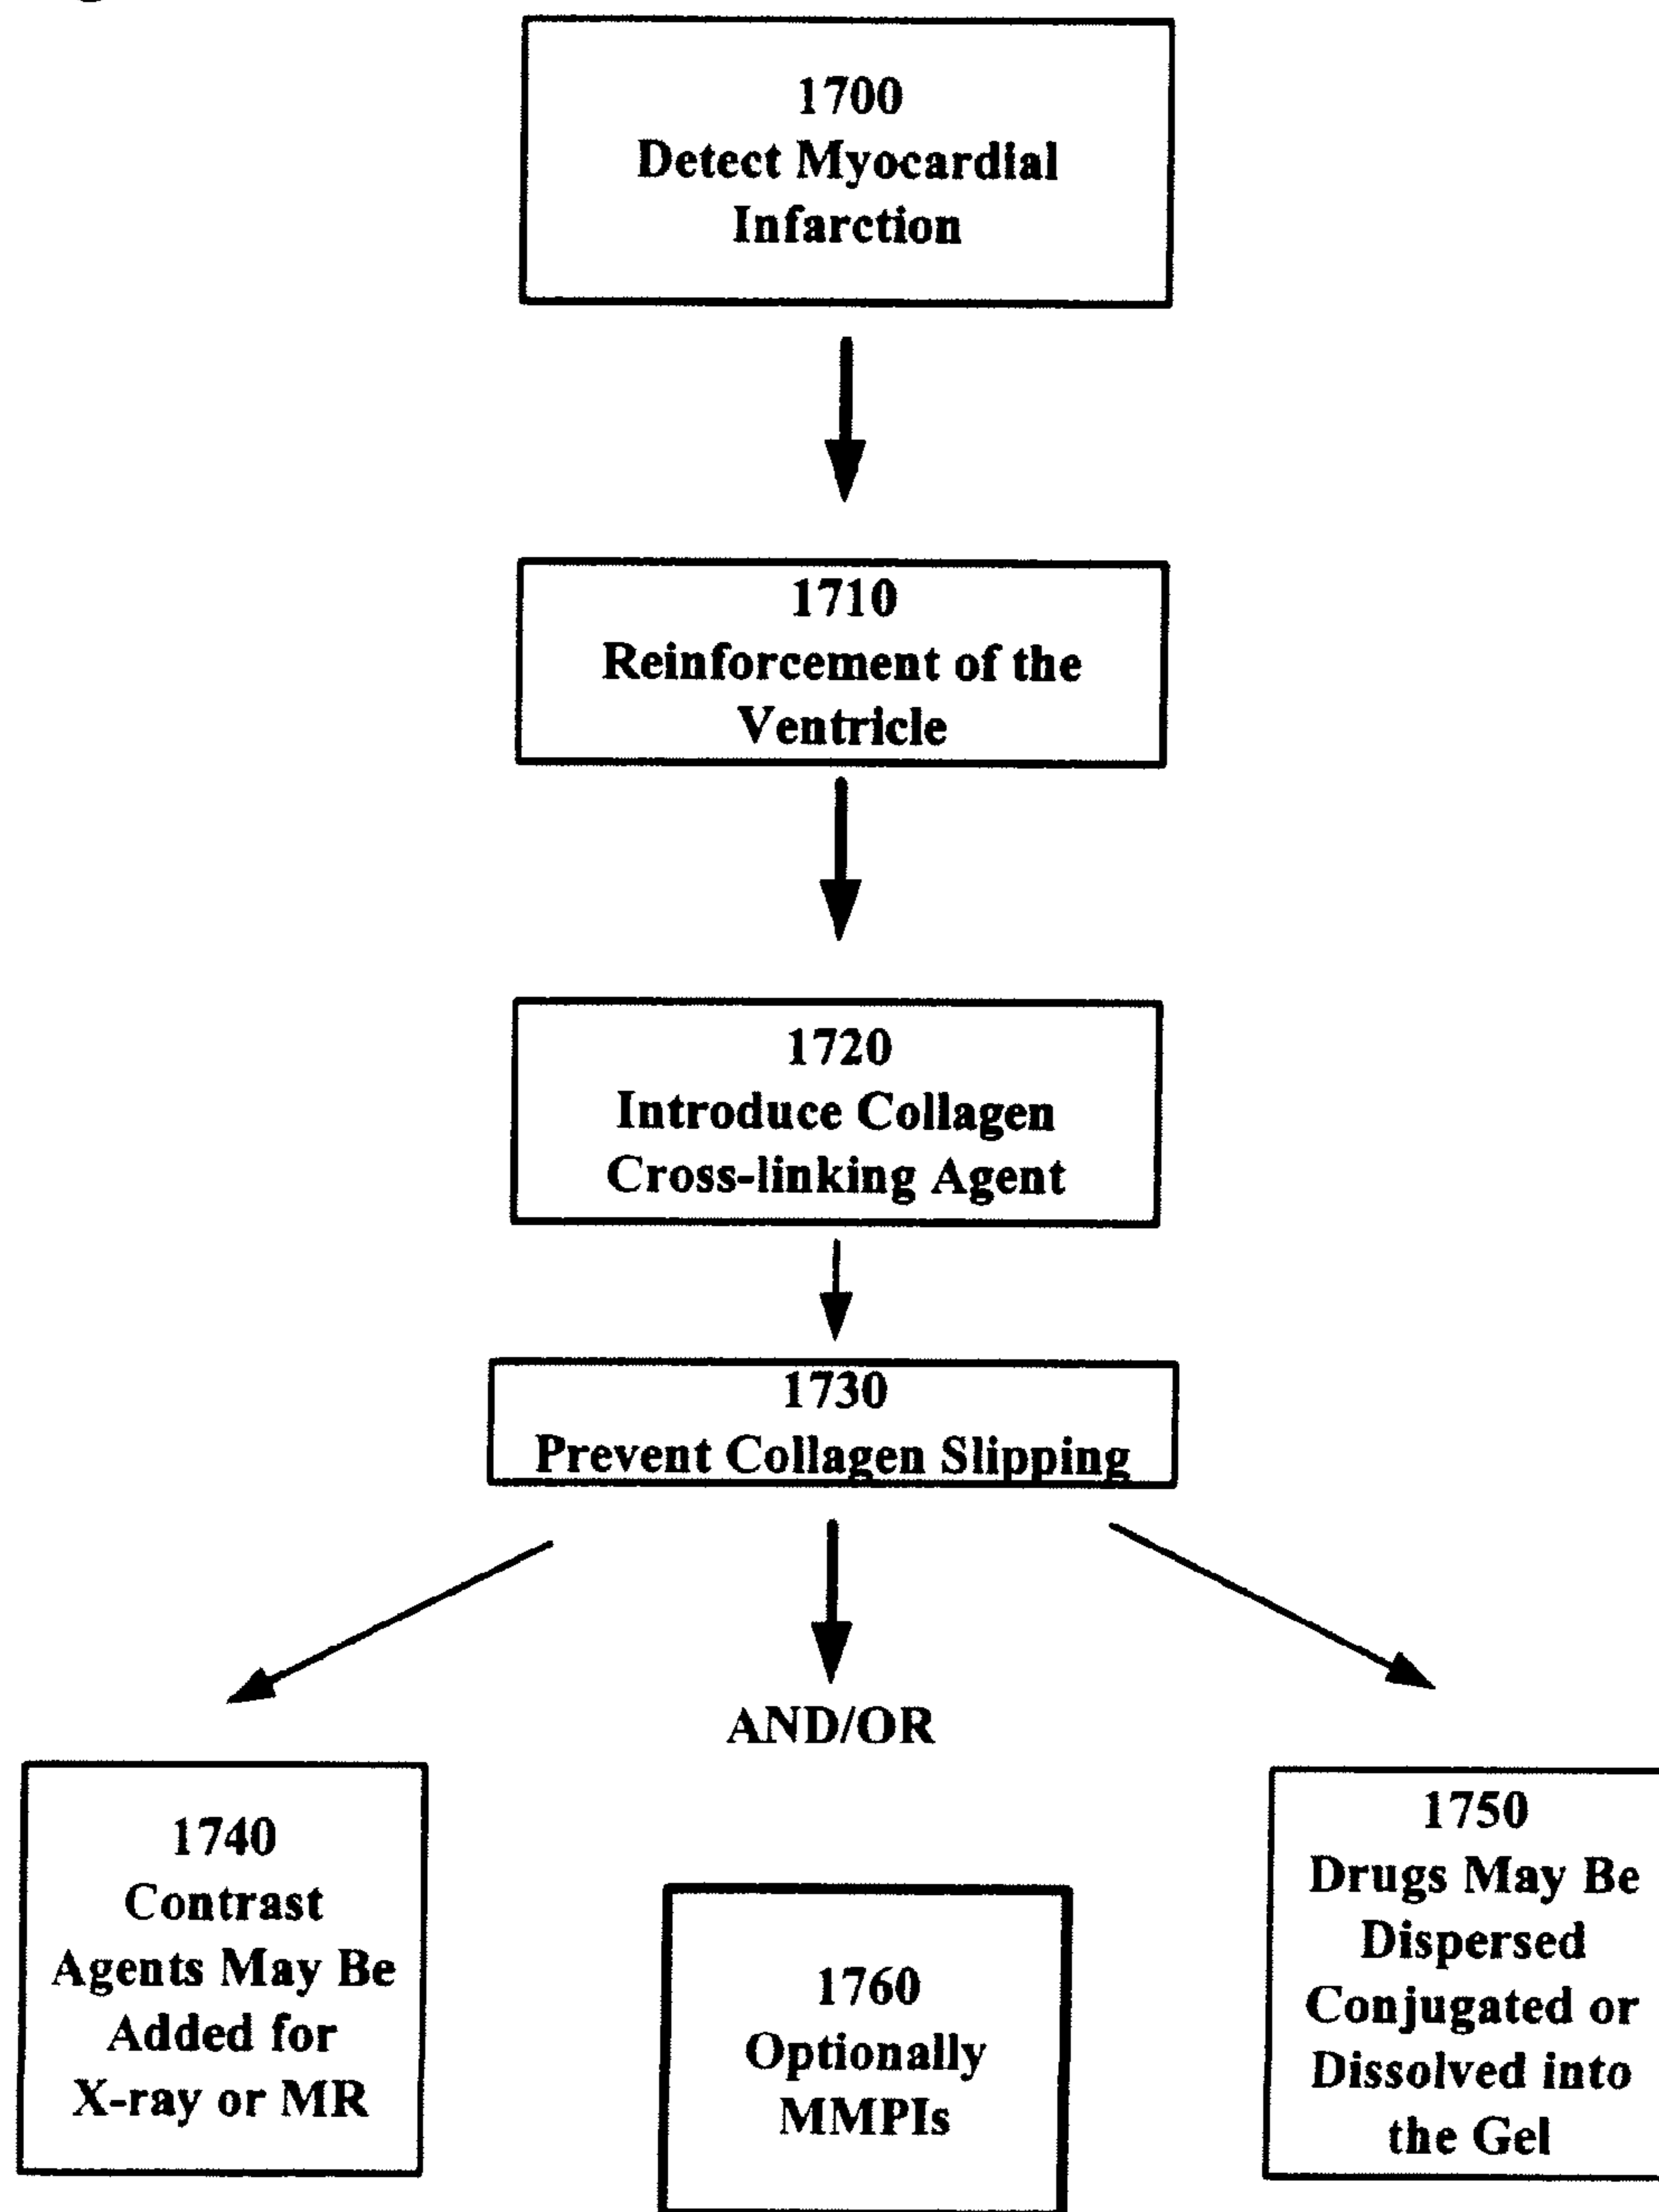 1700
Detect Myocardial
Infarction
1710
Reinforcement of the
Ventricle
1720
Introduce Collagen
Cross-linking Agent
1730
Prevent Collagen Slipping
AND/OR
1740
Contrast
Agents May Be
Added for
X-ray or MR
1760
Optionally
MMPIs
1750
Drugs May Be
Dispersed
Conjugated or
Dissolved into
the Gel